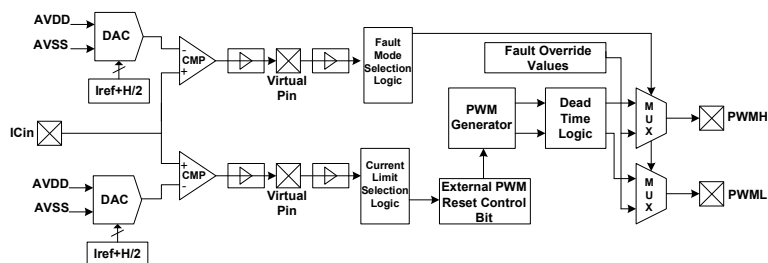 AVDD
AVSS
DAC
Iref+H/2
-
+
CMP
Virtual
Pin
Fault
Mode
Selection
Logic
Fault Override
Values
ICin
PWM
Generator
Dead
Time
Logic
M
U
X
PWMH
AVDD
AVSS
DAC
Iref+H/2
+
-
CMP
Virtual
Pin
Current
Limit
Selection
Logic
External PWM
Reset Control
Bit
M
U
X
PWML